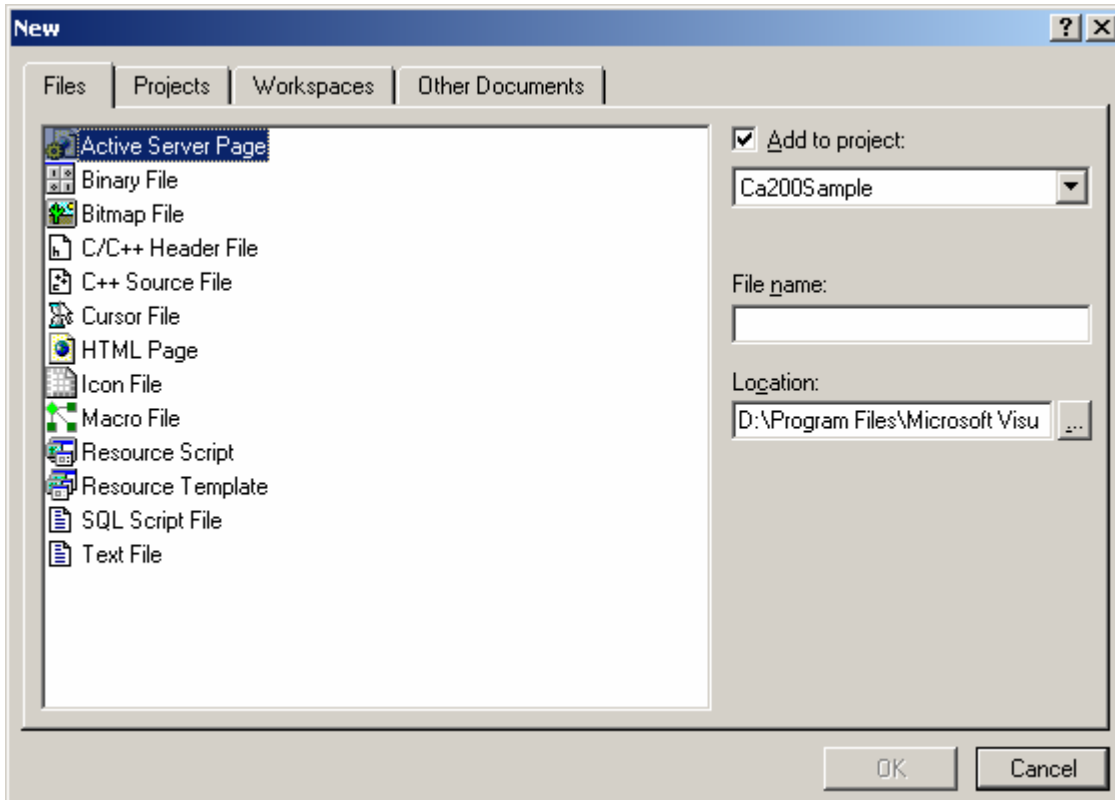 New
Files Projects Workspaces Other Documents
Active Server Page
Binary File
Bitmap File
C/C++ Header File
C++ Source File
Cursor File
HTML Page
Icon File
Macro File
Resource Script
Resource Template
SQL Script File
Text File
Add to project:
Ca200Sample
File name:
Location:
D:\Program Files\Microsoft Visu
...
OK Cancel